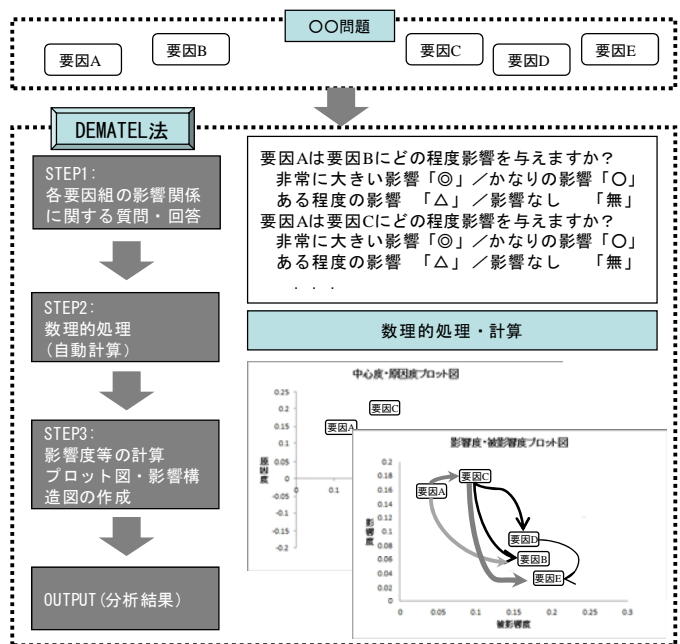 〇〇問題
要因A
要因B
要因C
要因D
要因E
DEMATEL法
STEP1:
各要因組の影響関係
に関する質問・回答
STEP2:
数理的処理
(自動計算)
STEP3:
影響度等の計算
プロット図・影響構
造図の作成
OUTPUT(分析結果)
要因Aは要因Bにどの程度影響を与えますか？
非常に大きい影響「◎」／かなりの影響「〇」
ある程度の影響 「△」／影響なし 「無」
要因Aは要因Cにどの程度影響を与えますか？
非常に大きい影響「◎」／かなりの影響「〇」
ある程度の影響 「△」／影響なし 「無」
. . .
数理的処理・計算
中心度・原因度プロット図
0.25
0.2
0.15
0.1
0.05
0
-0.05
-0.1
-0.15
-0.2
0
0.1
原因度
要因A
要因C
影響度・被影響度プロット図
0.2
0.18
0.16
0.14
0.12
0.1
0.08
0.06
0.04
0.02
0
影響度
要因C
要因A
要因D
要因B
要因E
0
0.05
0.1
0.15
0.2
0.25
0.3
被影響度